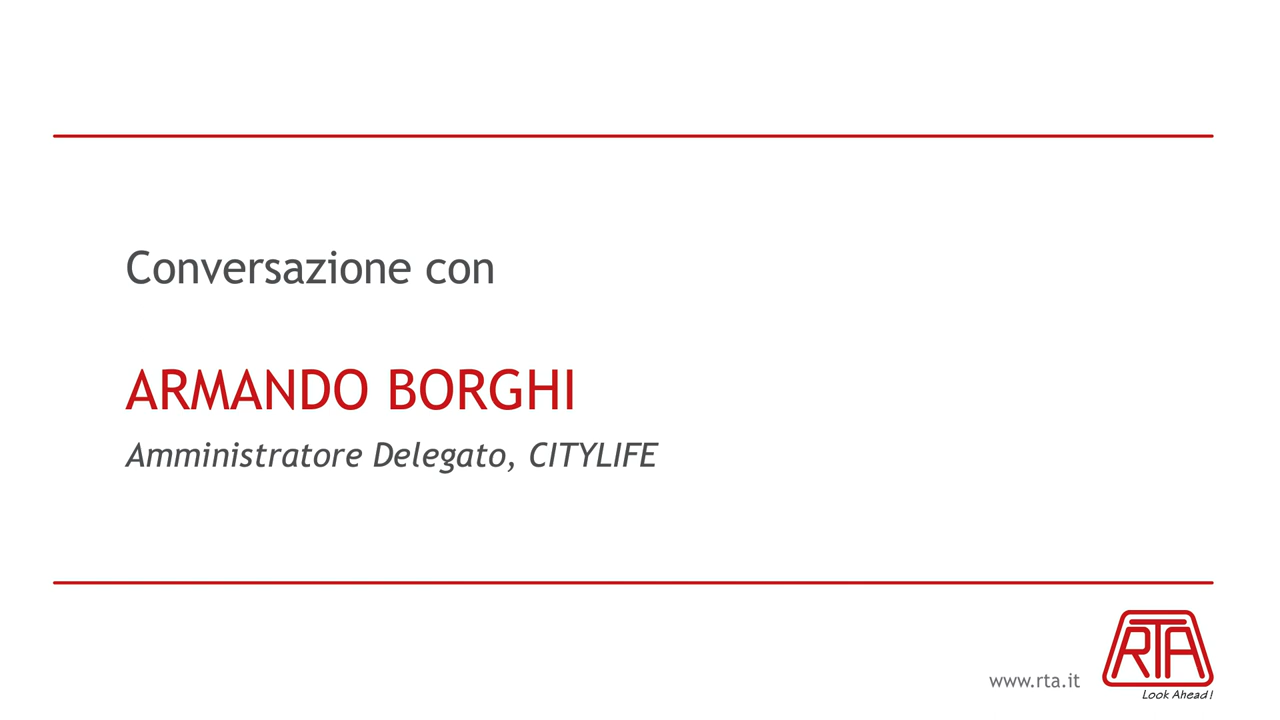 Conversazione con
ARMANDO BORGHI
Amministratore Delegato, CITYLIFE
www.rta.it
RTA
Look Ahead!